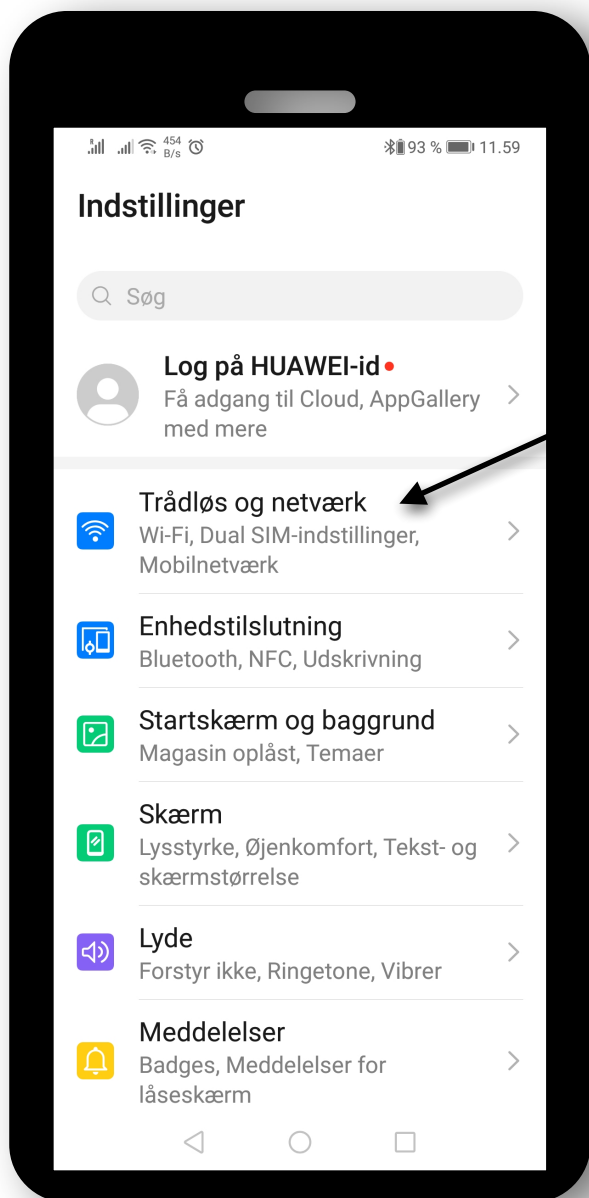 R 454 B/s 93 % 11.59
Indstillinger
Søg
Log på HUAWEI-id
Få adgang til Cloud, AppGallery
med mere
Trådløs og netværk
Wi-Fi, Dual SIM-indstillinger,
Mobilnetværk
Enhedstilslutning
Bluetooth, NFC, Udskrivning
Startskærm og baggrund
Magasin oplåst, Temaer
Skærm
Lysstyrke, Øjenkomfort, Tekst- og
skærmstørrelse
Lyde
Forstyr ikke, Ringetone, Vibrer
Meddelelser
Badges, Meddelelser for
låseskærm